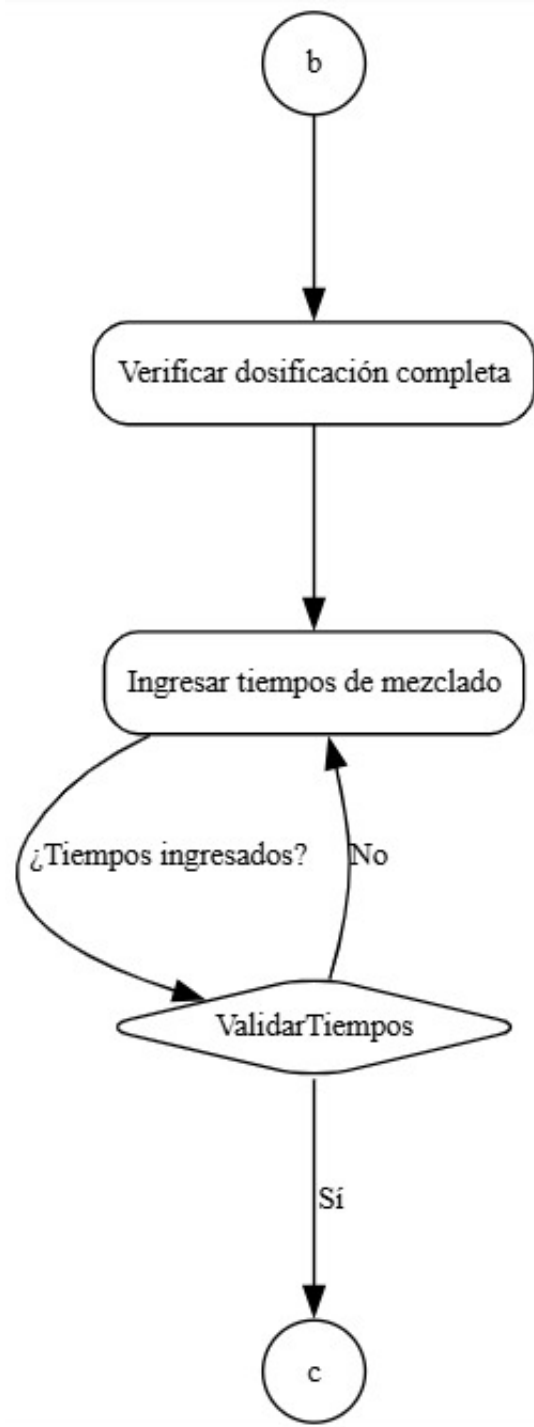 b
Verificar dosificación completa
Ingresar tiempos de mezclado
¿Tiempos ingresados?
No
ValidarTiempos
Sí
c